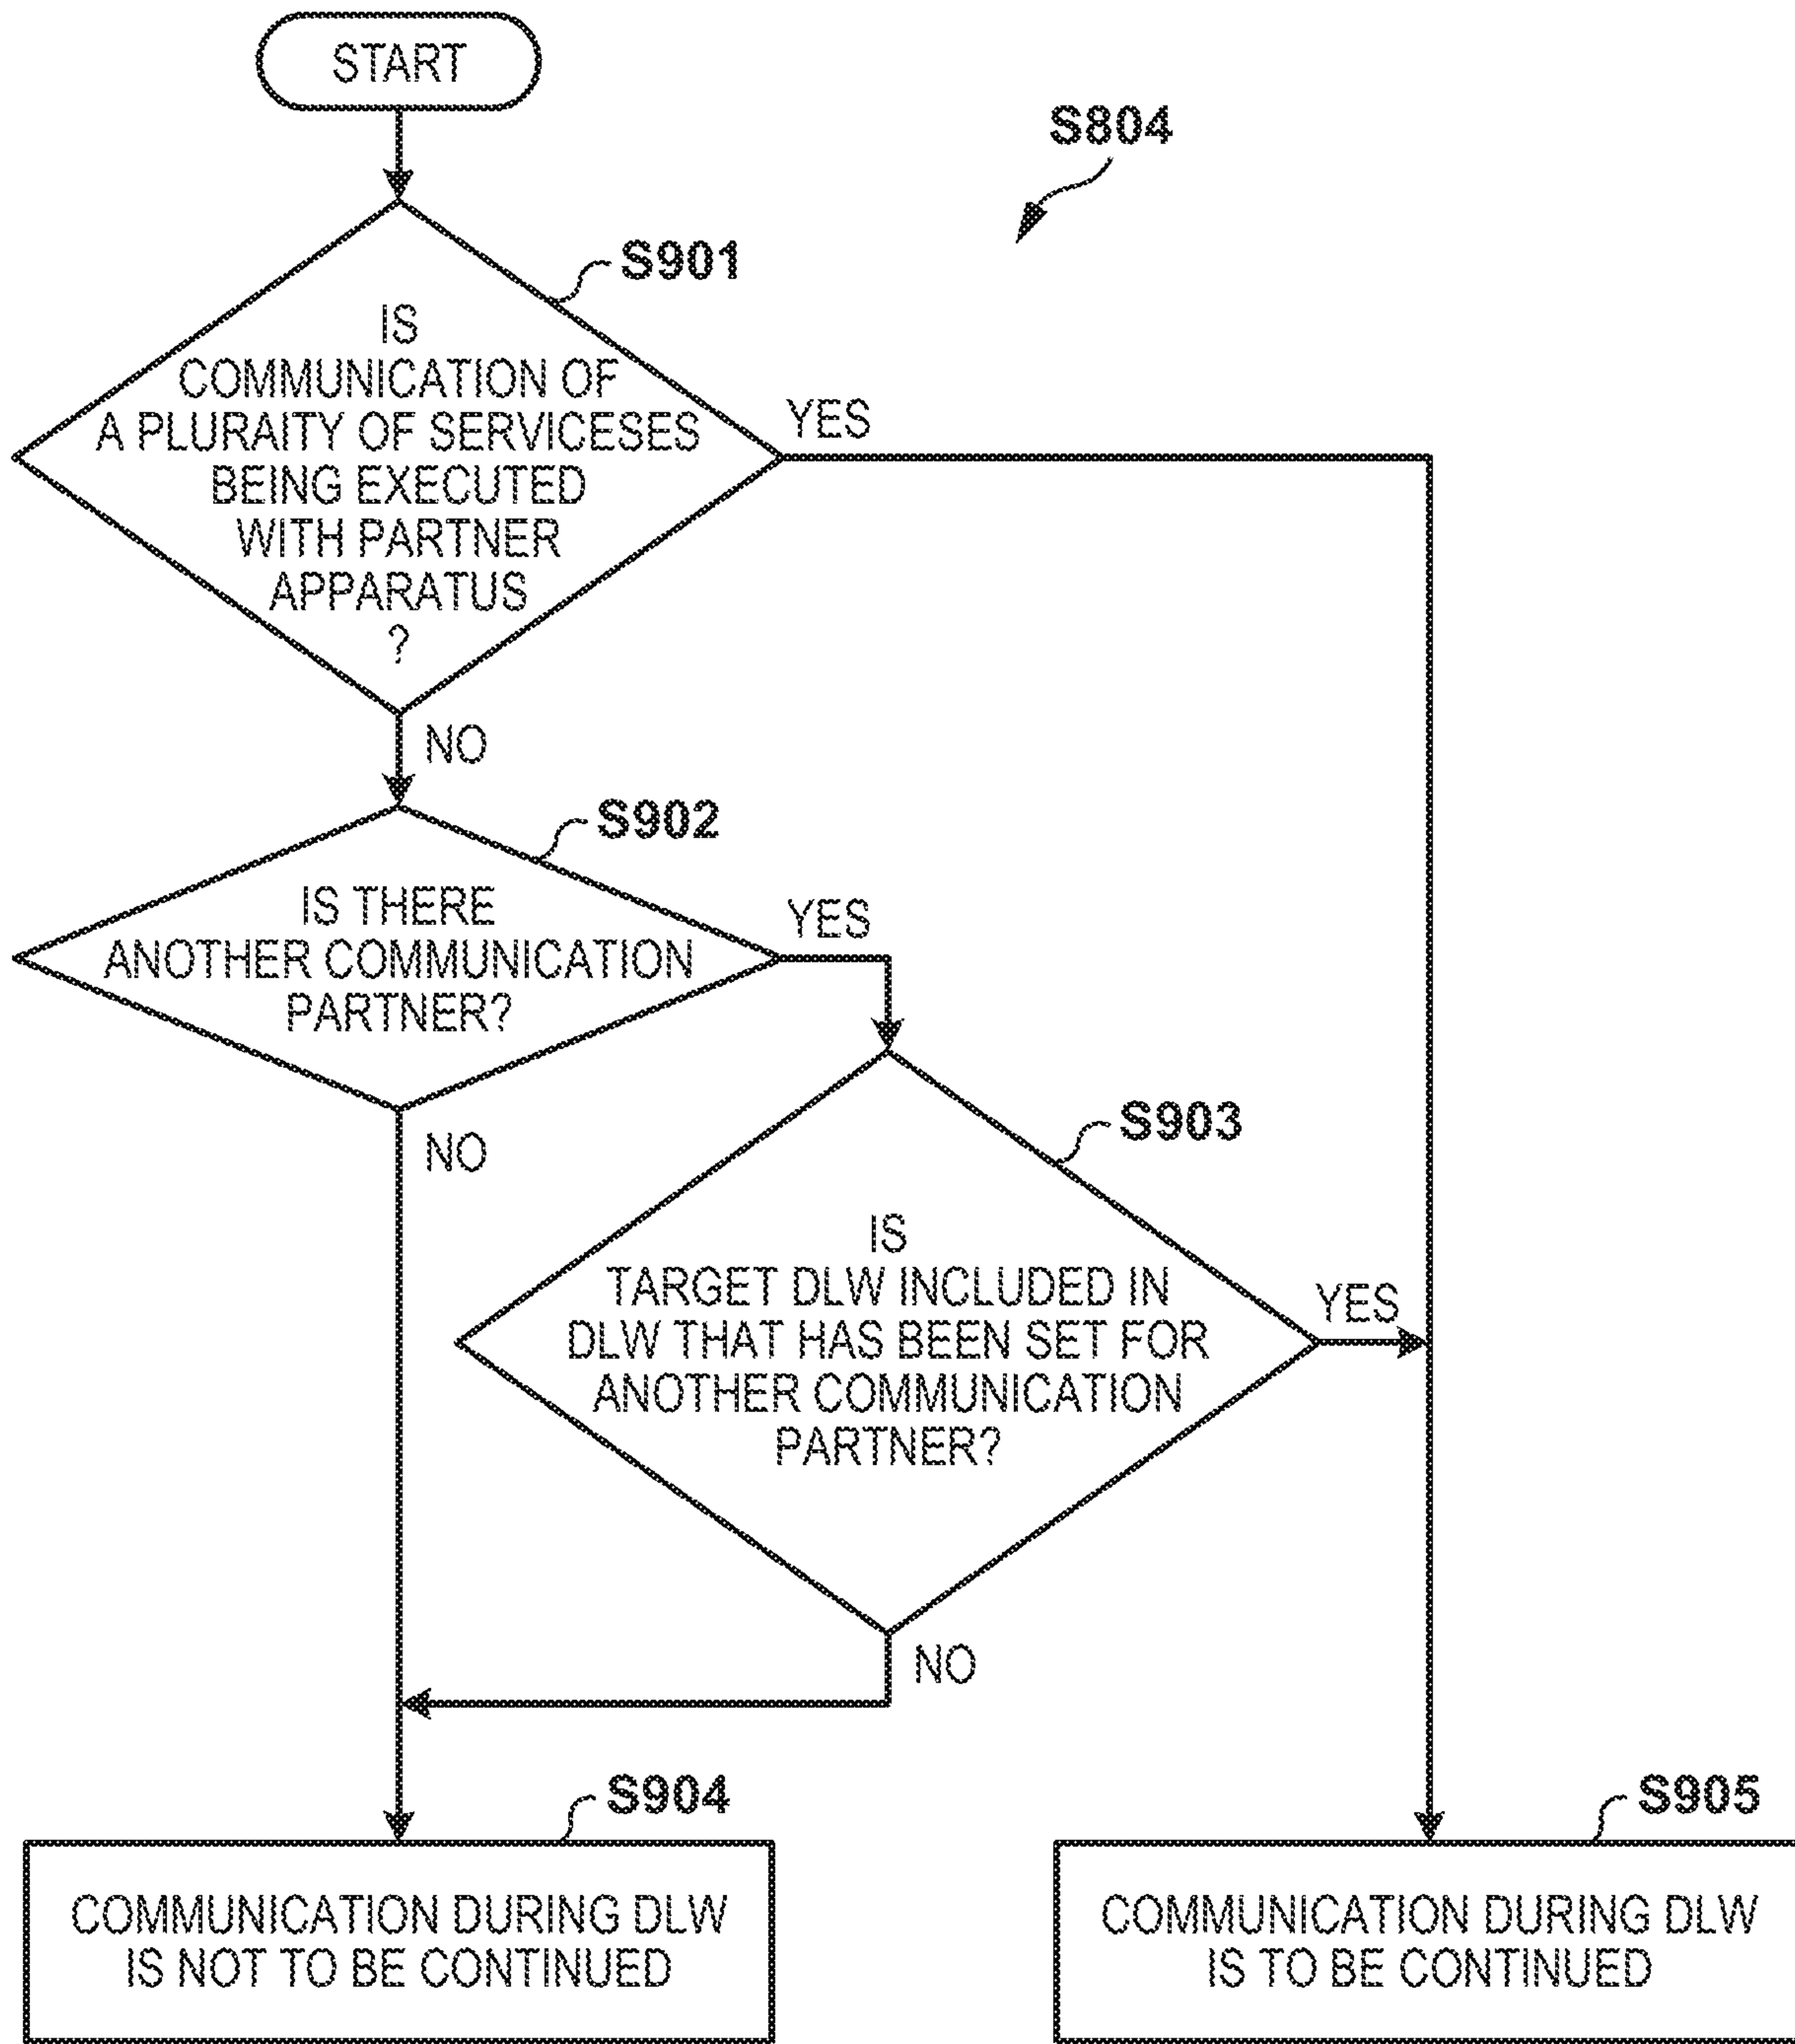 START
S804
S901
IS
COMMUNICATION OF
A PLURAITY OF SERVICESES
BEING EXECUTED
WITH PARTNER
APPARATUS
?
YES
NO
S902
IS THERE
ANOTHER COMMUNICATION
PARTNER?
YES
NO
S903
IS
TARGET DLW INCLUDED IN
DLW THAT HAS BEEN SET FOR
ANOTHER COMMUNICATION
PARTNER?
YES
NO
S904
COMMUNICATION DURING DLW
IS NOT TO BE CONTINUED
S905
COMMUNICATION DURING DLW
IS TO BE CONTINUED